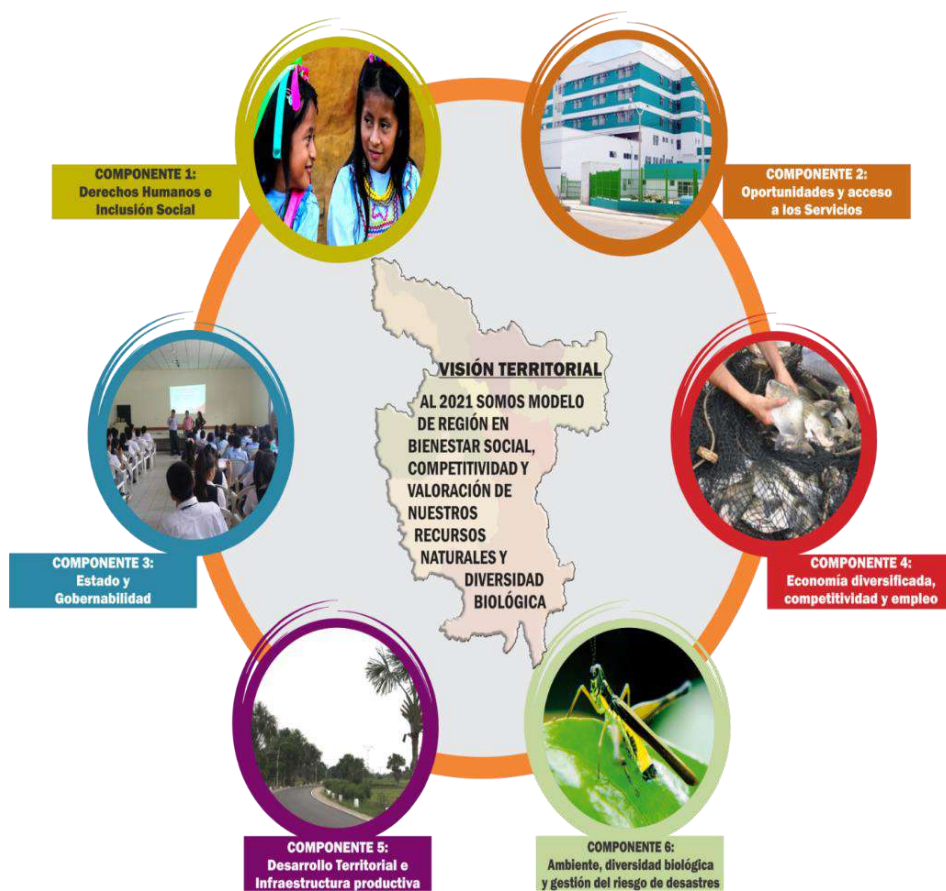 COMPONENTE 1:
Derechos Humanos e
Inclusión Social
COMPONENTE 2:
Oportunidades y acceso
a los Servicios
VISIÓN TERRITORIAL
AL 2021 SOMOS MODELO
DE REGIÓN EN
BIENESTAR SOCIAL,
COMPETITIVIDAD Y
VALORACIÓN DE
NUESTROS
RECURSOS
NATURALES Y
DIVERSIDAD
BIOLÓGICA
COMPONENTE 3:
Estado y
Gobernabilidad
COMPONENTE 4:
Economía diversificada,
competividad y empleo
COMPONENTE 5:
Desarrollo Territorial e
Infraestructura productiva
COMPONENTE 6:
Ambiente, diversidad biológica
y gestión del riesgo de desastres